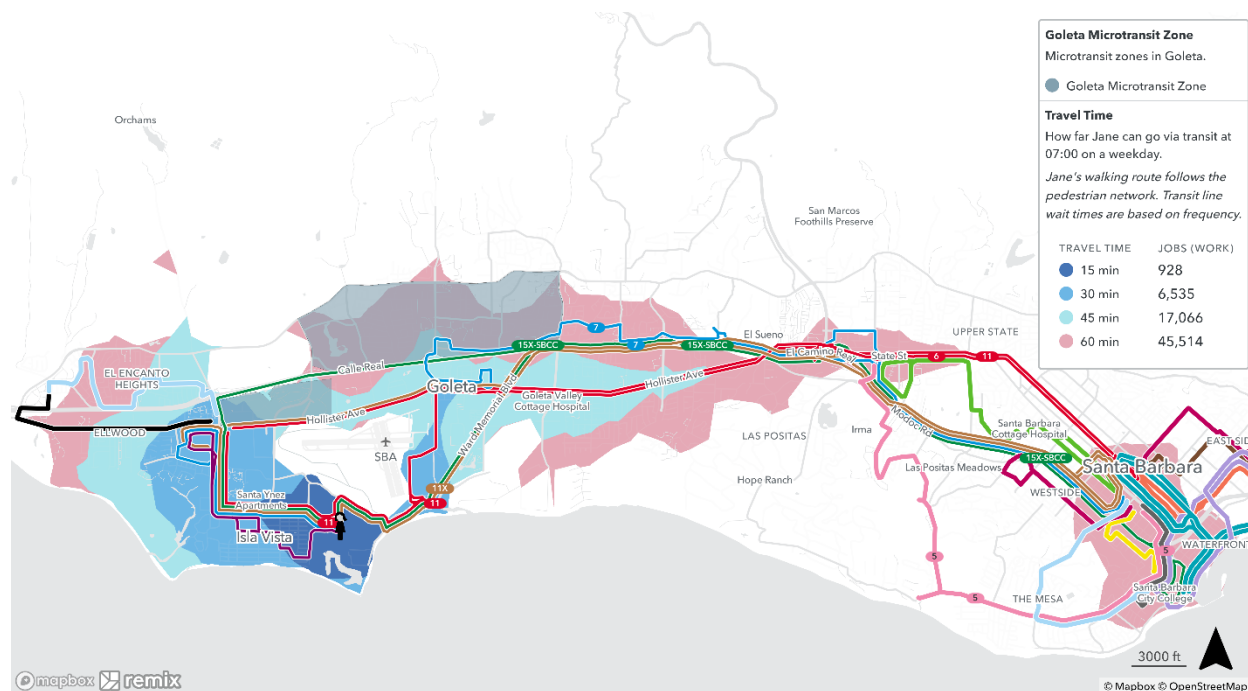 Goleta Microtransit Zone
Microtransit zones in Goleta.
Goleta Microtransit Zone
Travel Time
How far Jane can go via transit at
07:00 on a weekday.
Jane's walking route follows the
pedestrian network. Transit line
wait times are based on frequency.
TRAVEL TIME JOBS (WORK)
15 min 928
30 min 6,535
45 min 17,066
60 min 45,514
Orchams
San Marcos
Foothills Preserve
7
El Sueno
UPPER STATE
15X-SBCC
7
15X-SBCC
El Camino Real
State St
6
11
EL ENCANTO
HEIGHTS
Calle Real
Goleta
Hollister Ave
Goleta Valley
Cottage Hospital
Hollister Ave
Ward Memorial Blvd
Modoc Rd
ELLWOOD
SBA
LAS POSITAS
Irma
Santa Barbara
Cottage Hospital
EAST SID
15X-SBCC
Santa Barbara
Las Positas Meadows
Hope Ranch
WESTSIDE
11X
11
Santa Ynez
Apartments
11
Isla Vista
WATERFRONT
5
5
5
THE MESA
Santa Barbara
City College
3000 ft
mapbox remix
© Mapbox © OpenStreetMap